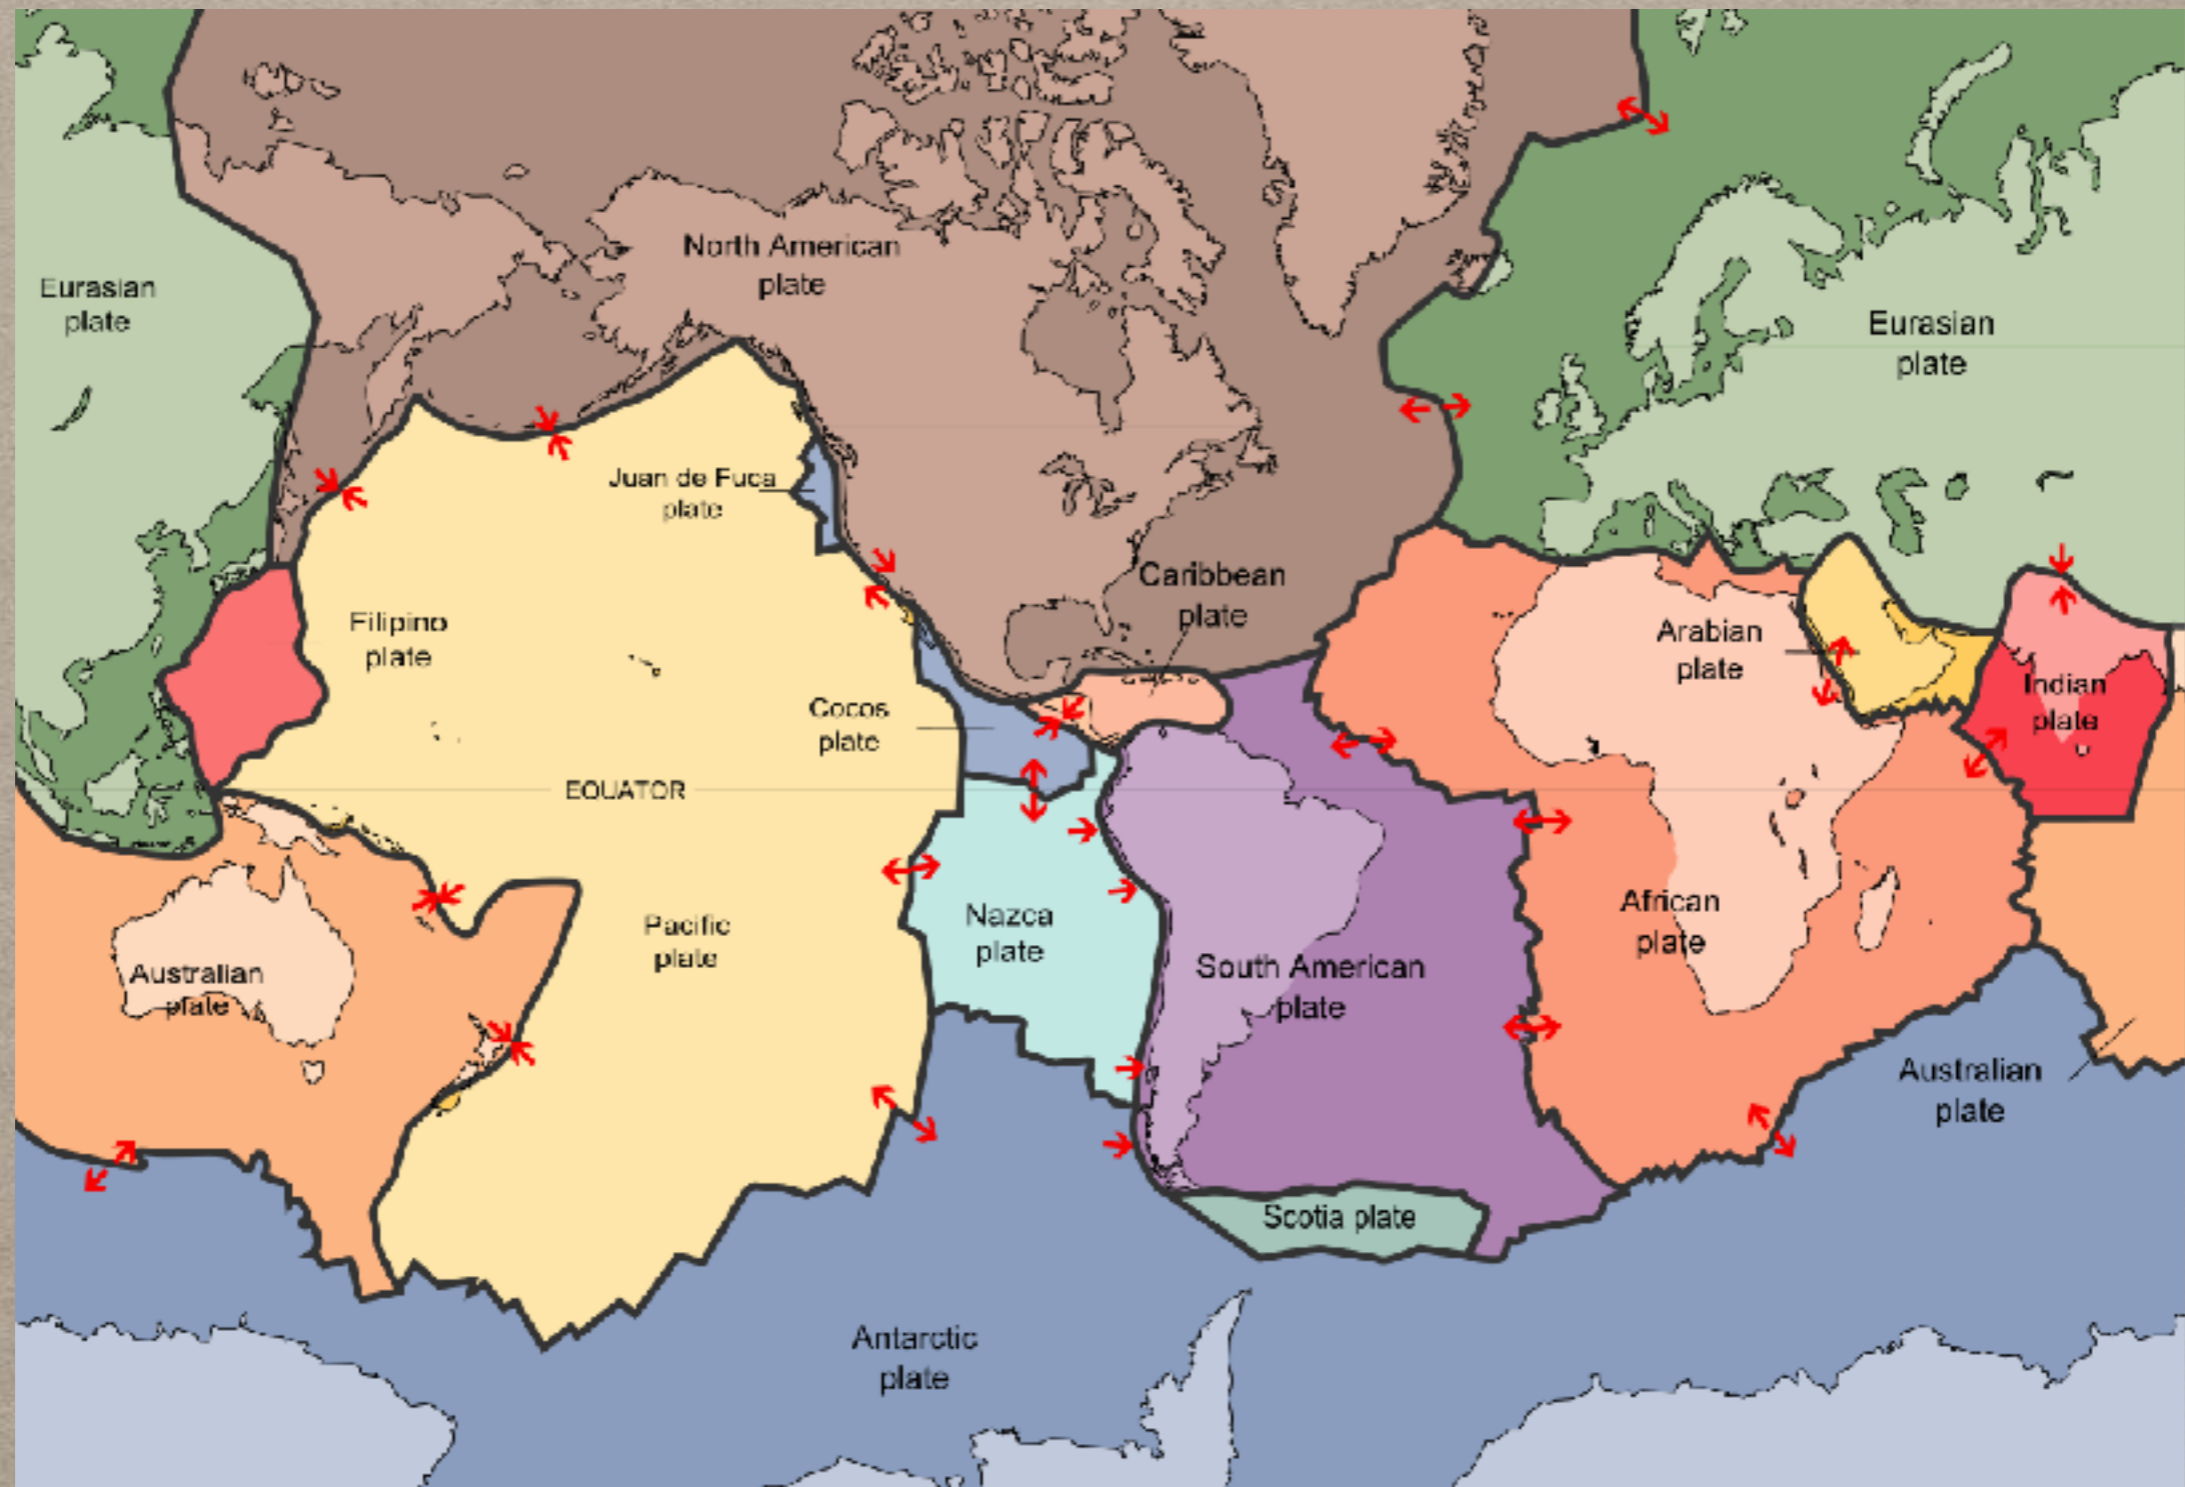 North American
plate
Eurasian
plate
Eurasian
plate
Juan de Fuca
plate
Caribbean
plate
Filipino
plate
Arabian
plate
Indian
plate
Cocos
plate
EQUATOR
Nazca
plate
African
plate
Pacific
plate
South American
plate
Australian
plate
Australian
plate
Scotia plate
Antarctic
plate